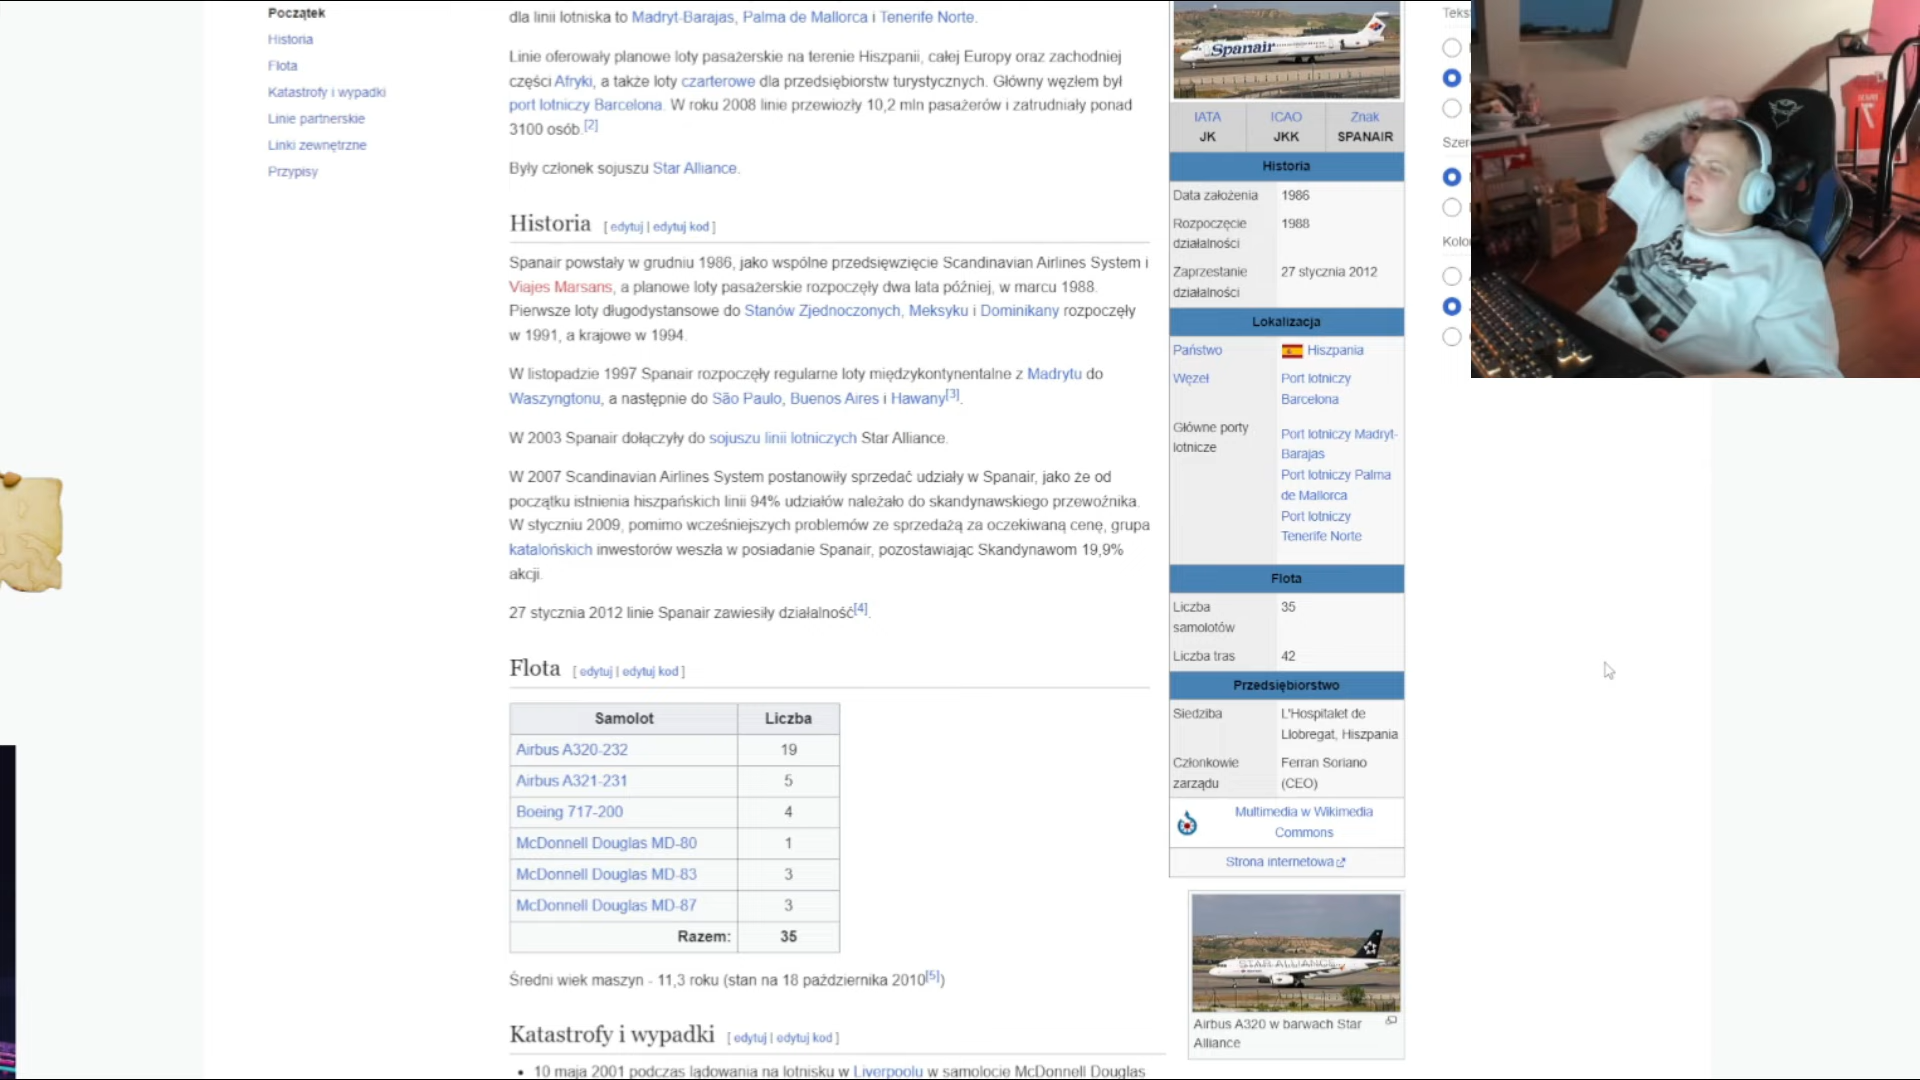 Początek
Historia
Flota
Katastrofy i wypadki
Linie partnerskie
Linki zewnętrzne
Przypisy
dla linii lotniska to Madryt-Barajas, Palma de Mallorca i Tenerife Norte.
Linie oferowały planowe loty pasażerskie na terenie Hiszpanii, całej Europy oraz zachodniej
części Afryki, a także loty czarterowe dla przedsiębiorstw turystycznych. Główny węzłem był
port lotniczy Barcelona. W roku 2008 linie przewiozły 10,2 mln pasażerów i zatrudniały ponad
3100 osób.[2]
Były członek sojuszu Star Alliance.
Historia [ edytuj | edytuj kod ]
Spanair powstały w grudniu 1986, jako wspólne przedsięwzięcie Scandinavian Airlines System i
Viajes Marsans, a planowe loty pasażerskie rozpoczęły dwa lata później, w marcu 1988.
Pierwsze loty długodystansowe do Stanów Zjednoczonych, Meksyku i Dominikany rozpoczęły
w 1991, a krajowe w 1994.
W listopadzie 1997 Spanair rozpoczęły regularne loty międzykontynentalne z Madrytu do
Waszyngtonu, a następnie do São Paulo, Buenos Aires i Hawany[3].
W 2003 Spanair dołączyły do sojuszu linii lotniczych Star Alliance.
W 2007 Scandinavian Airlines System postanowiły sprzedać udziały w Spanair, jako że od
początku istnienia hiszpańskich linii 94% udziałów należało do skandynawskiego przewoźnika.
W styczniu 2009, pomimo wcześniejszych problemów ze sprzedażą za oczekiwaną cenę, grupa
katalońskich inwestorów weszła w posiadanie Spanair, pozostawiając Skandynawom 19,9%
akcji.
27 stycznia 2012 linie Spanair zawiesiły działalność[4].
Flota [ edytuj | edytuj kod ]
Samolot Liczba
Airbus A320-232 19
Airbus A321-231 5
Boeing 717-200 4
McDonnell Douglas MD-80 1
McDonnell Douglas MD-83 3
McDonnell Douglas MD-87 3
Razem: 35
Średni wiek maszyn - 11,3 roku (stan na 18 października 2010[5])
Katastrofy i wypadki [ edytuj | edytuj kod ]
• 10 maja 2001 podczas lądowania na lotnisku w Liverpoolu w samolocie McDonnell Douglas
Spanair
IATA ICAO Znak
JK JKK SPANAIR
Historia
Data założenia 1986
Rozpoczęcie 1988
działalności
Zaprzestanie 27 stycznia 2012
działalności
Lokalizacja
Państwo Hiszpania
Węzeł Port lotniczy
Barcelona
Główne porty Port lotniczy Madryt-
lotnicze Barajas
Port lotniczy Palma
de Mallorca
Port lotniczy
Tenerife Norte
Flota
Liczba 35
samolotów
Liczba tras 42
Przedsiębiorstwo
Siedziba L'Hospitalet de
Llobregat, Hiszpania
Członkowie Ferran Soriano
zarządu (CEO)
Multimedia w Wikimedia
Commons
Strona internetowa
STAR ALLIANCE
Airbus A320 w barwach Star
Alliance